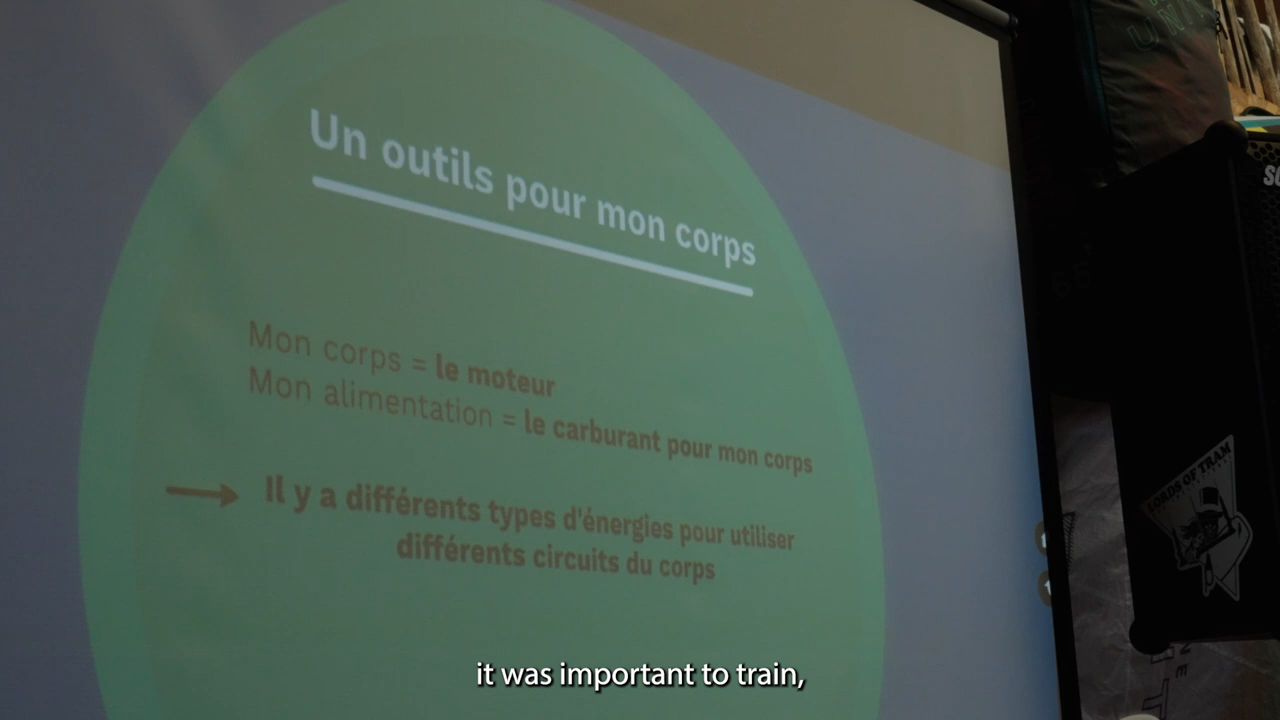 Un outils pour mon corps
Mon corps = le moteur
Mon alimentation = le carburant pour mon corps
Il y a différents types d'énergies pour utiliser
différents circuits du corps
LORDS OF TRAM
it was important to train,